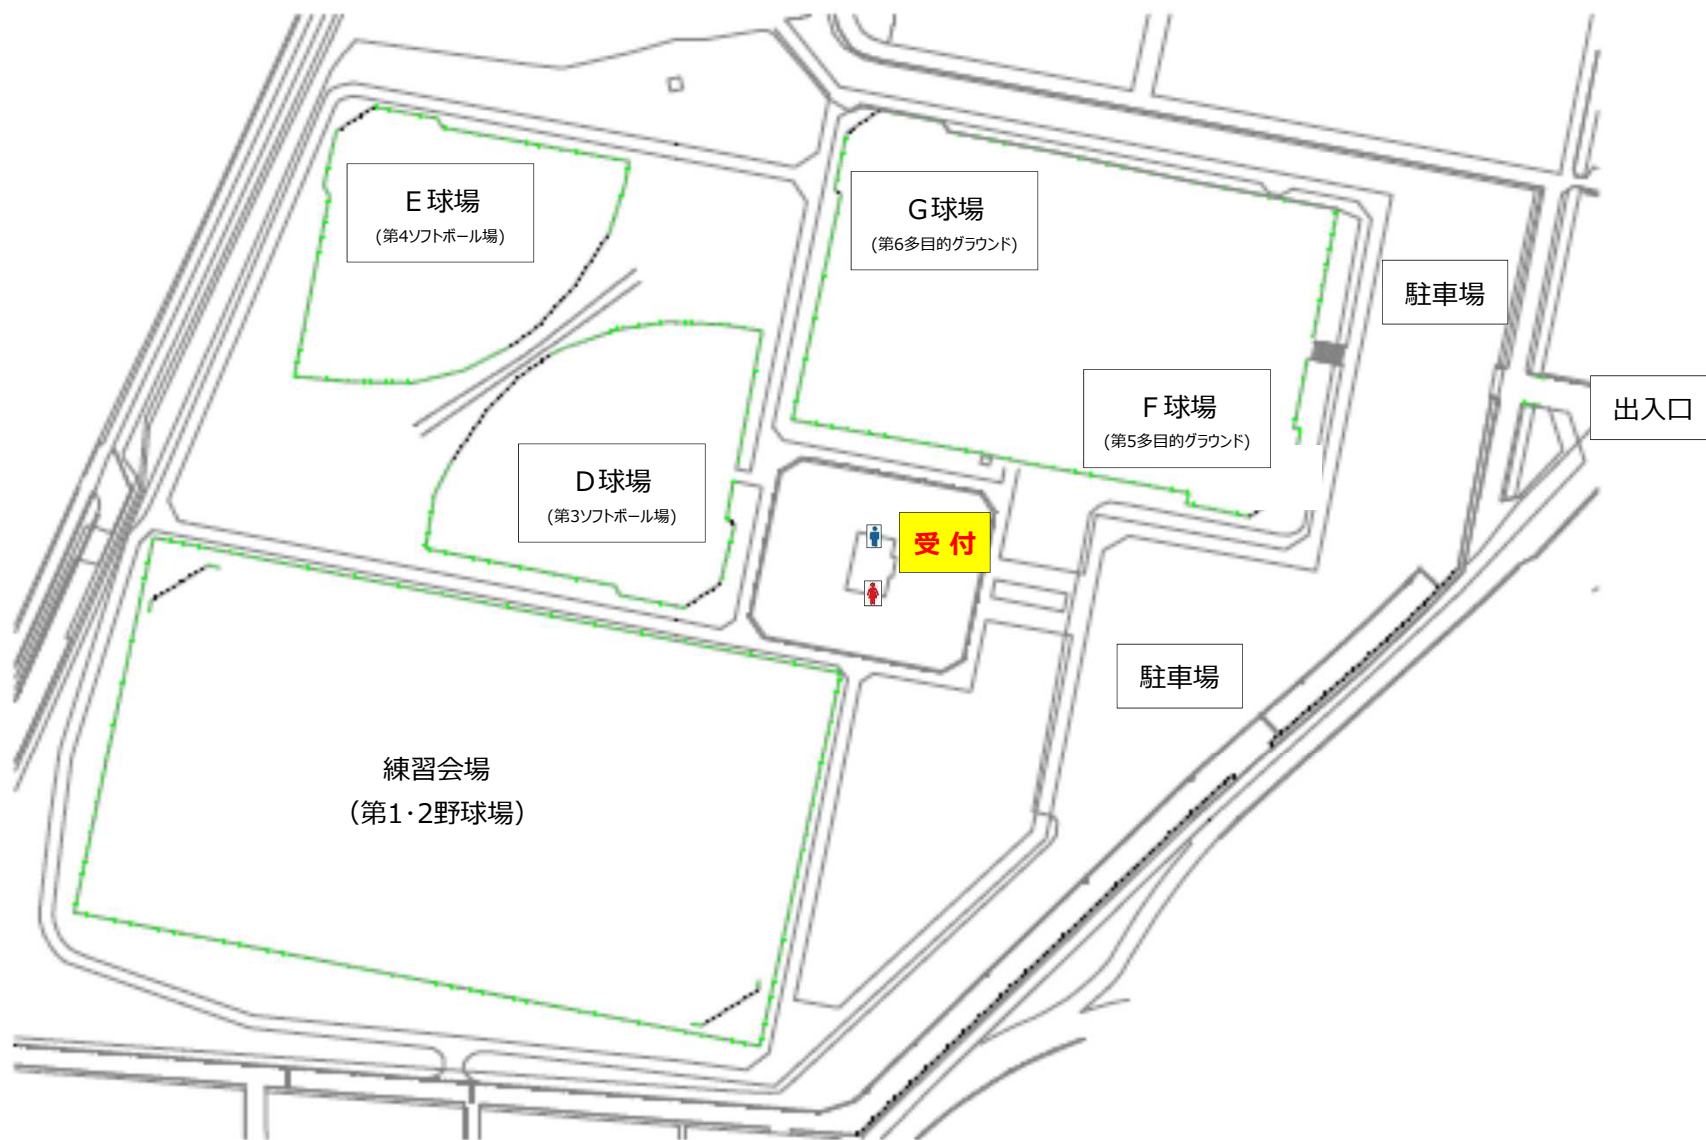 E球場
(第4ソフトボール場)
G球場
(第6多目的グラウンド)
駐車場
F球場
(第5多目的グラウンド)
出入口
D球場
(第3ソフトボール場)
受付
駐車場
練習会場
（第1・2野球場）